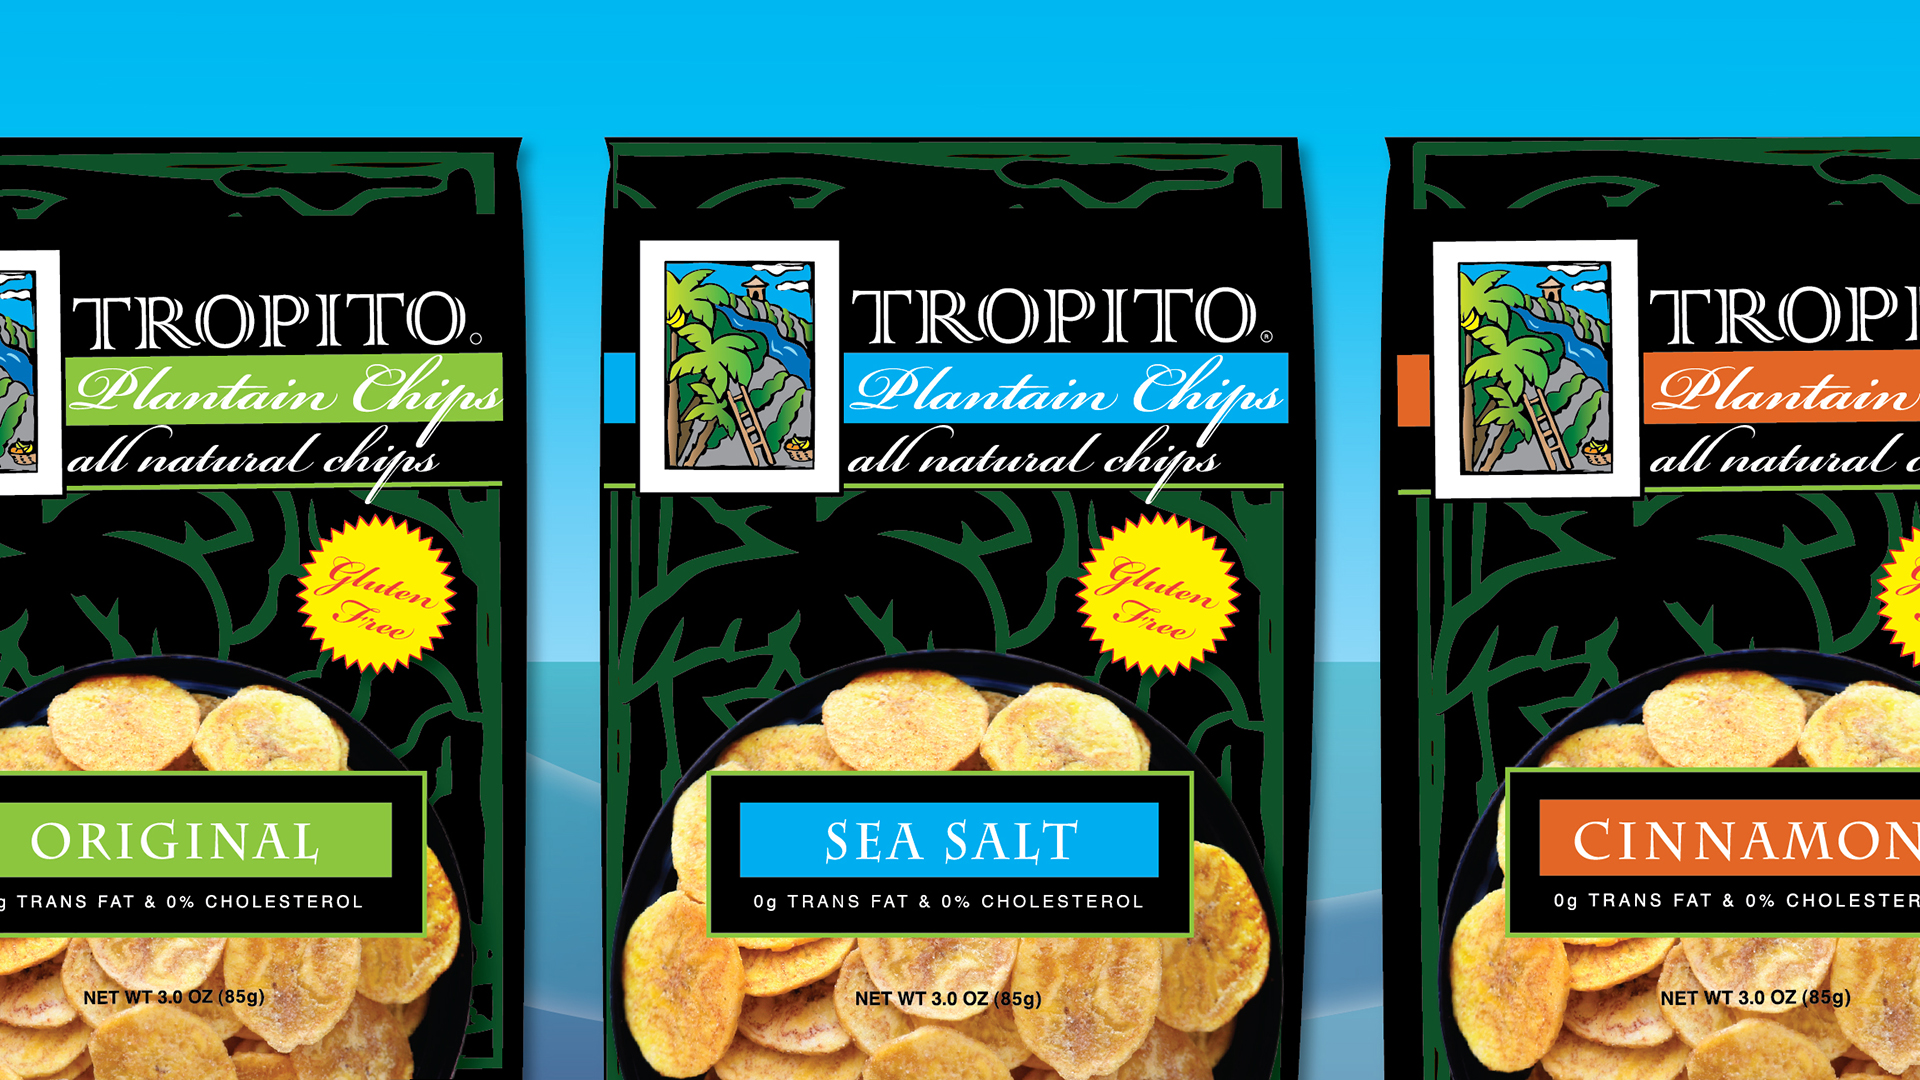 TROPITO
Plantain Chips
all natural chips
Gluten
Free
ORIGINAL
g TRANS FAT & 0% CHOLESTEROL
NET WT 3.0 OZ (85g)
TROPITO®
Plantain Chips
all natural chips
Gluten
Free
SEA SALT
0g TRANS FAT & 0% CHOLESTEROL
NET WT 3.0 OZ (85g)
TROPI
Plantain
all natural c
CINNAMON
0g TRANS FAT & 0% CHOLESTER
NET WT 3.0 OZ (85g)